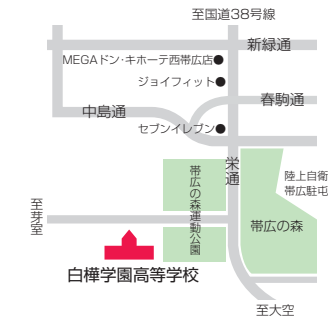 至国道38号線
新緑通
MEGAドン・キホーテ西帯広店●
ジョイフィット●
春駒通
中島通
セブンイレブン●
栄通
帯広の森運動公園
陸上自衛
帯広駐屯
帯広の森
至芽室
白樺学園高等学校
至大空